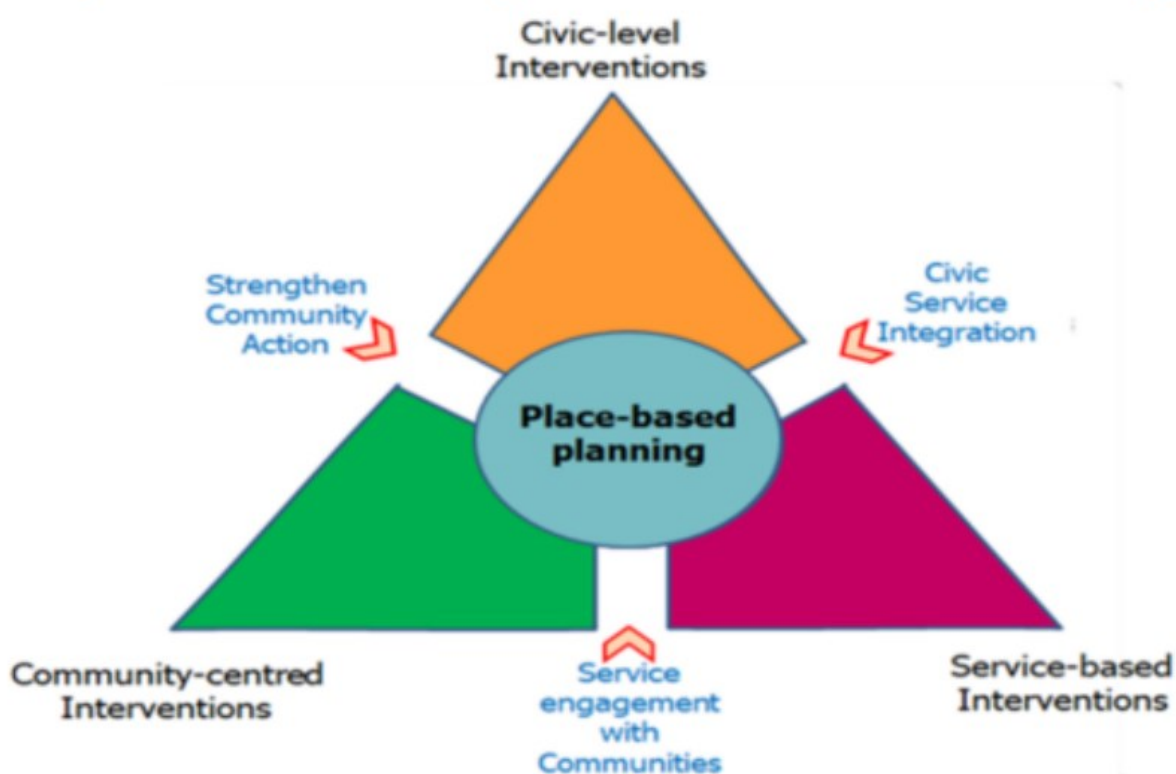 Civic-level
Interventions
Strengthen
Community
Action
Civic
Service
Integration
Place-based
planning
Community-centred
Interventions
Service
engagement
with
Communities
Service-based
Interventions